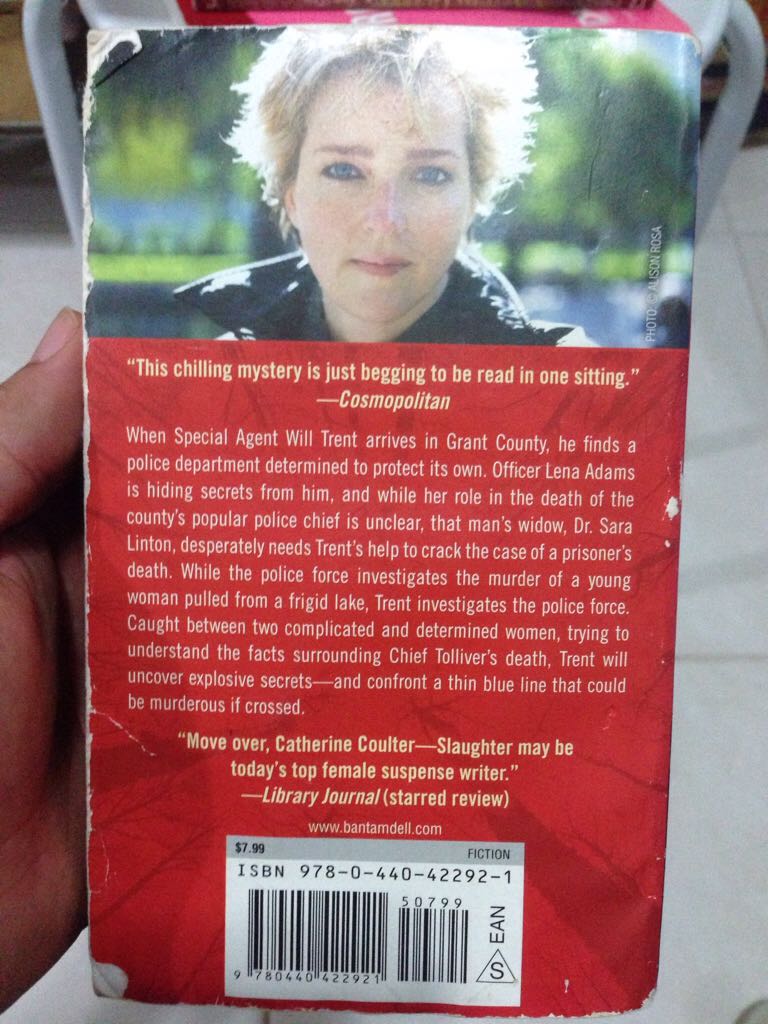 PHOTO: © ALISON ROSA
“This chilling mystery is just begging to be read in one sitting.”
—Cosmopolitan
When Special Agent Will Trent arrives in Grant County, he finds a
police department determined to protect its own. Officer Lena Adams
is hiding secrets from him, and while her role in the death of the
county’s popular police chief is unclear, that man’s widow, Dr. Sara
Linton, desperately needs Trent’s help to crack the case of a prisoner’s
death. While the police force investigates the murder of a young
woman pulled from a frigid lake, Trent investigates the police force.
Caught between two complicated and determined women, trying to
understand the facts surrounding Chief Tolliver’s death, Trent will
uncover explosive secrets—and confront a thin blue line that could
be murderous if crossed.
“Move over, Catherine Coulter—Slaughter may be
today’s top female suspense writer.”
—Library Journal (starred review)
www.bantamdell.com
$7.99 FICTION
ISBN 978-0-440-42292-1
50799
EAN
S
9 780440 422921